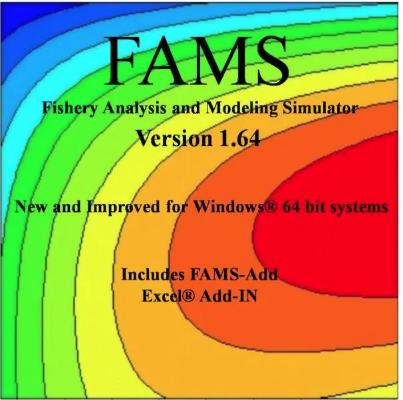 FAMS
Fishery Analysis and Modeling Simulator
Version 1.64
New and Improved for Windows® 64 bit systems
Includes FAMS-Add
Excel® Add-IN